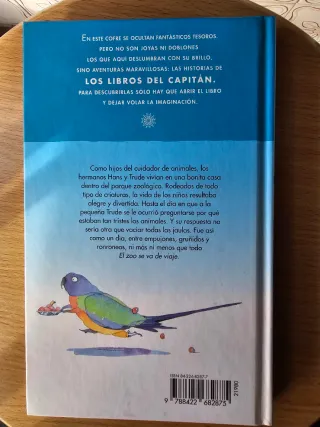 EN ESTE COFRE SE OCULTAN FANTÁSTICOS TESOROS.
PERO NO SON JOYAS NI DOBLONES
LOS QUE AQUÍ DESLUMBRAN CON SU BRILLO,
SINO AVENTURAS MARAVILLOSAS: LAS HISTORIAS DE
LOS LIBROS DEL CAPITÁN.
PARA DESCUBRIRLAS SÓLO HAY QUE ABRIR EL LIBRO
Y DEJAR VOLAR LA IMAGINACIÓN.
Como hijos del cuidador de animales, los
hermanos Hans y Trude vivían en una bonita casa
dentro del parque zoológico. Rodeados de todo
tipo de criaturas, la vida de los niños resultaba
alegre y divertida. Hasta el día en que a la
pequeña Trude se le ocurrió preguntarse por qué
estaban tan tristes las animales. Y su respuesta no
sería otra que vaciar todas las jaulas. Fue así
como un día, entre empujones, gruñidos y
ronroneos, ni más ni menos que todo
El zoo se va de viaje.
9 788422 682875
21980